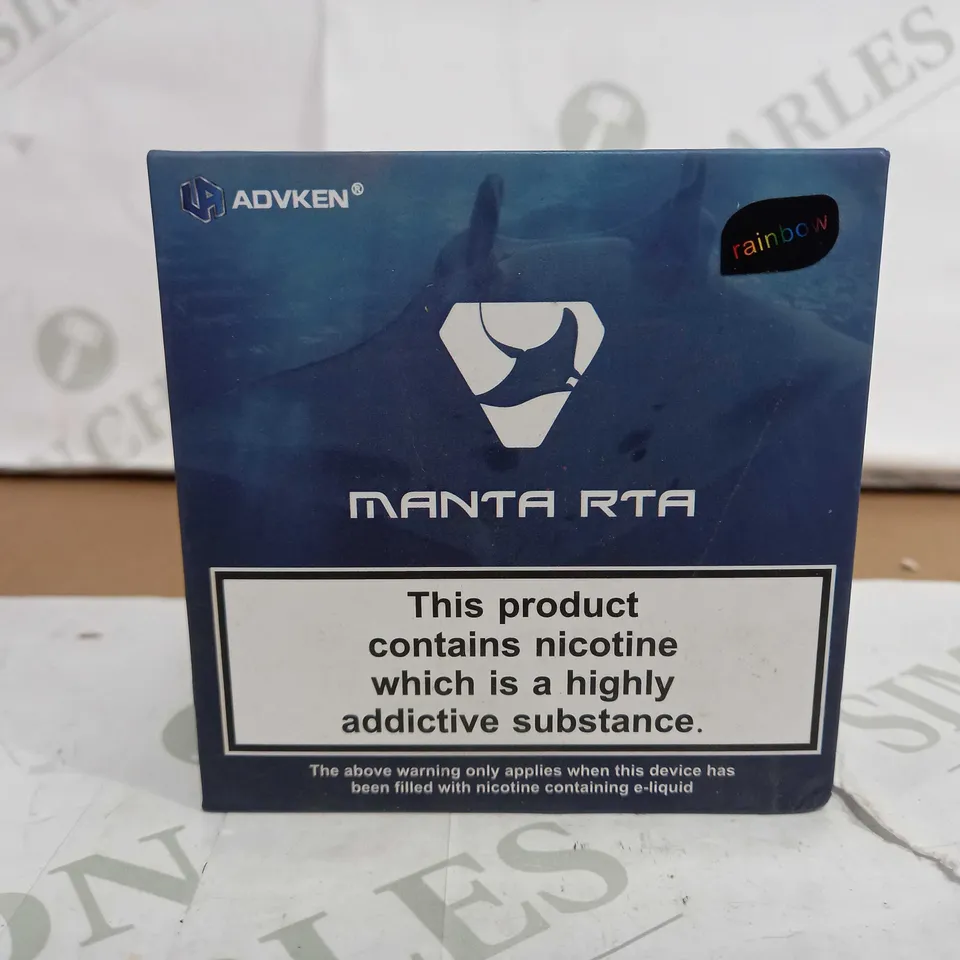 ADVKEN®
rainbow
MANTA RTA
This product
contains nicotine
which is a highly
addictive substance.
The above warning only applies when this device has
been filled with nicotine containing e-liquid